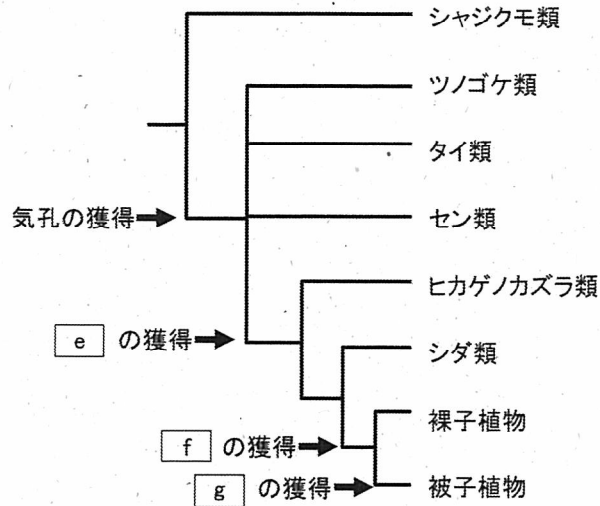 シャジクモ類
ツノゴケ類
タイ類
気孔の獲得
セン類
ヒカゲノカズラ類
e の獲得
シダ類
裸子植物
f の獲得
g の獲得
被子植物